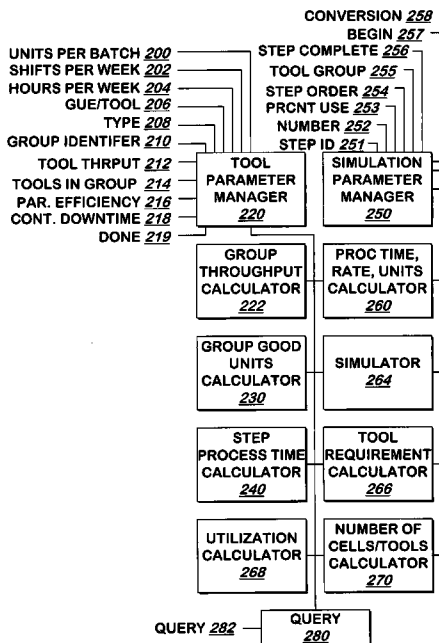 CONVERSION 258
BEGIN 257
STEP COMPLETE 256
TOOL GROUP 255
STEP ORDER 254
PRCNT USE 253
NUMBER 252
STEP ID 251
UNITS PER BATCH 200
SHIFTS PER WEEK 202
HOURS PER WEEK 204
GUE/TOOL 206
TYPE 208
GROUP IDENTIFER 210
TOOL THRPUT 212
TOOLS IN GROUP 214
PAR. EFFICIENCY 216
CONT. DOWNTIME 218
DONE 219
TOOL
PARAMETER
MANAGER
220
SIMULATION
PARAMETER
MANAGER
250
GROUP
THROUGHPUT
CALCULATOR
222
PROC TIME,
RATE, UNITS
CALCULATOR
260
GROUP GOOD
UNITS
CALCULATOR
230
SIMULATOR
264
STEP
PROCESS TIME
CALCULATOR
240
TOOL
REQUIREMENT
CALCULATOR
266
UTILIZATION
CALCULATOR
268
NUMBER OF
CELLS/TOOLS
CALCULATOR
270
QUERY 282
QUERY
280